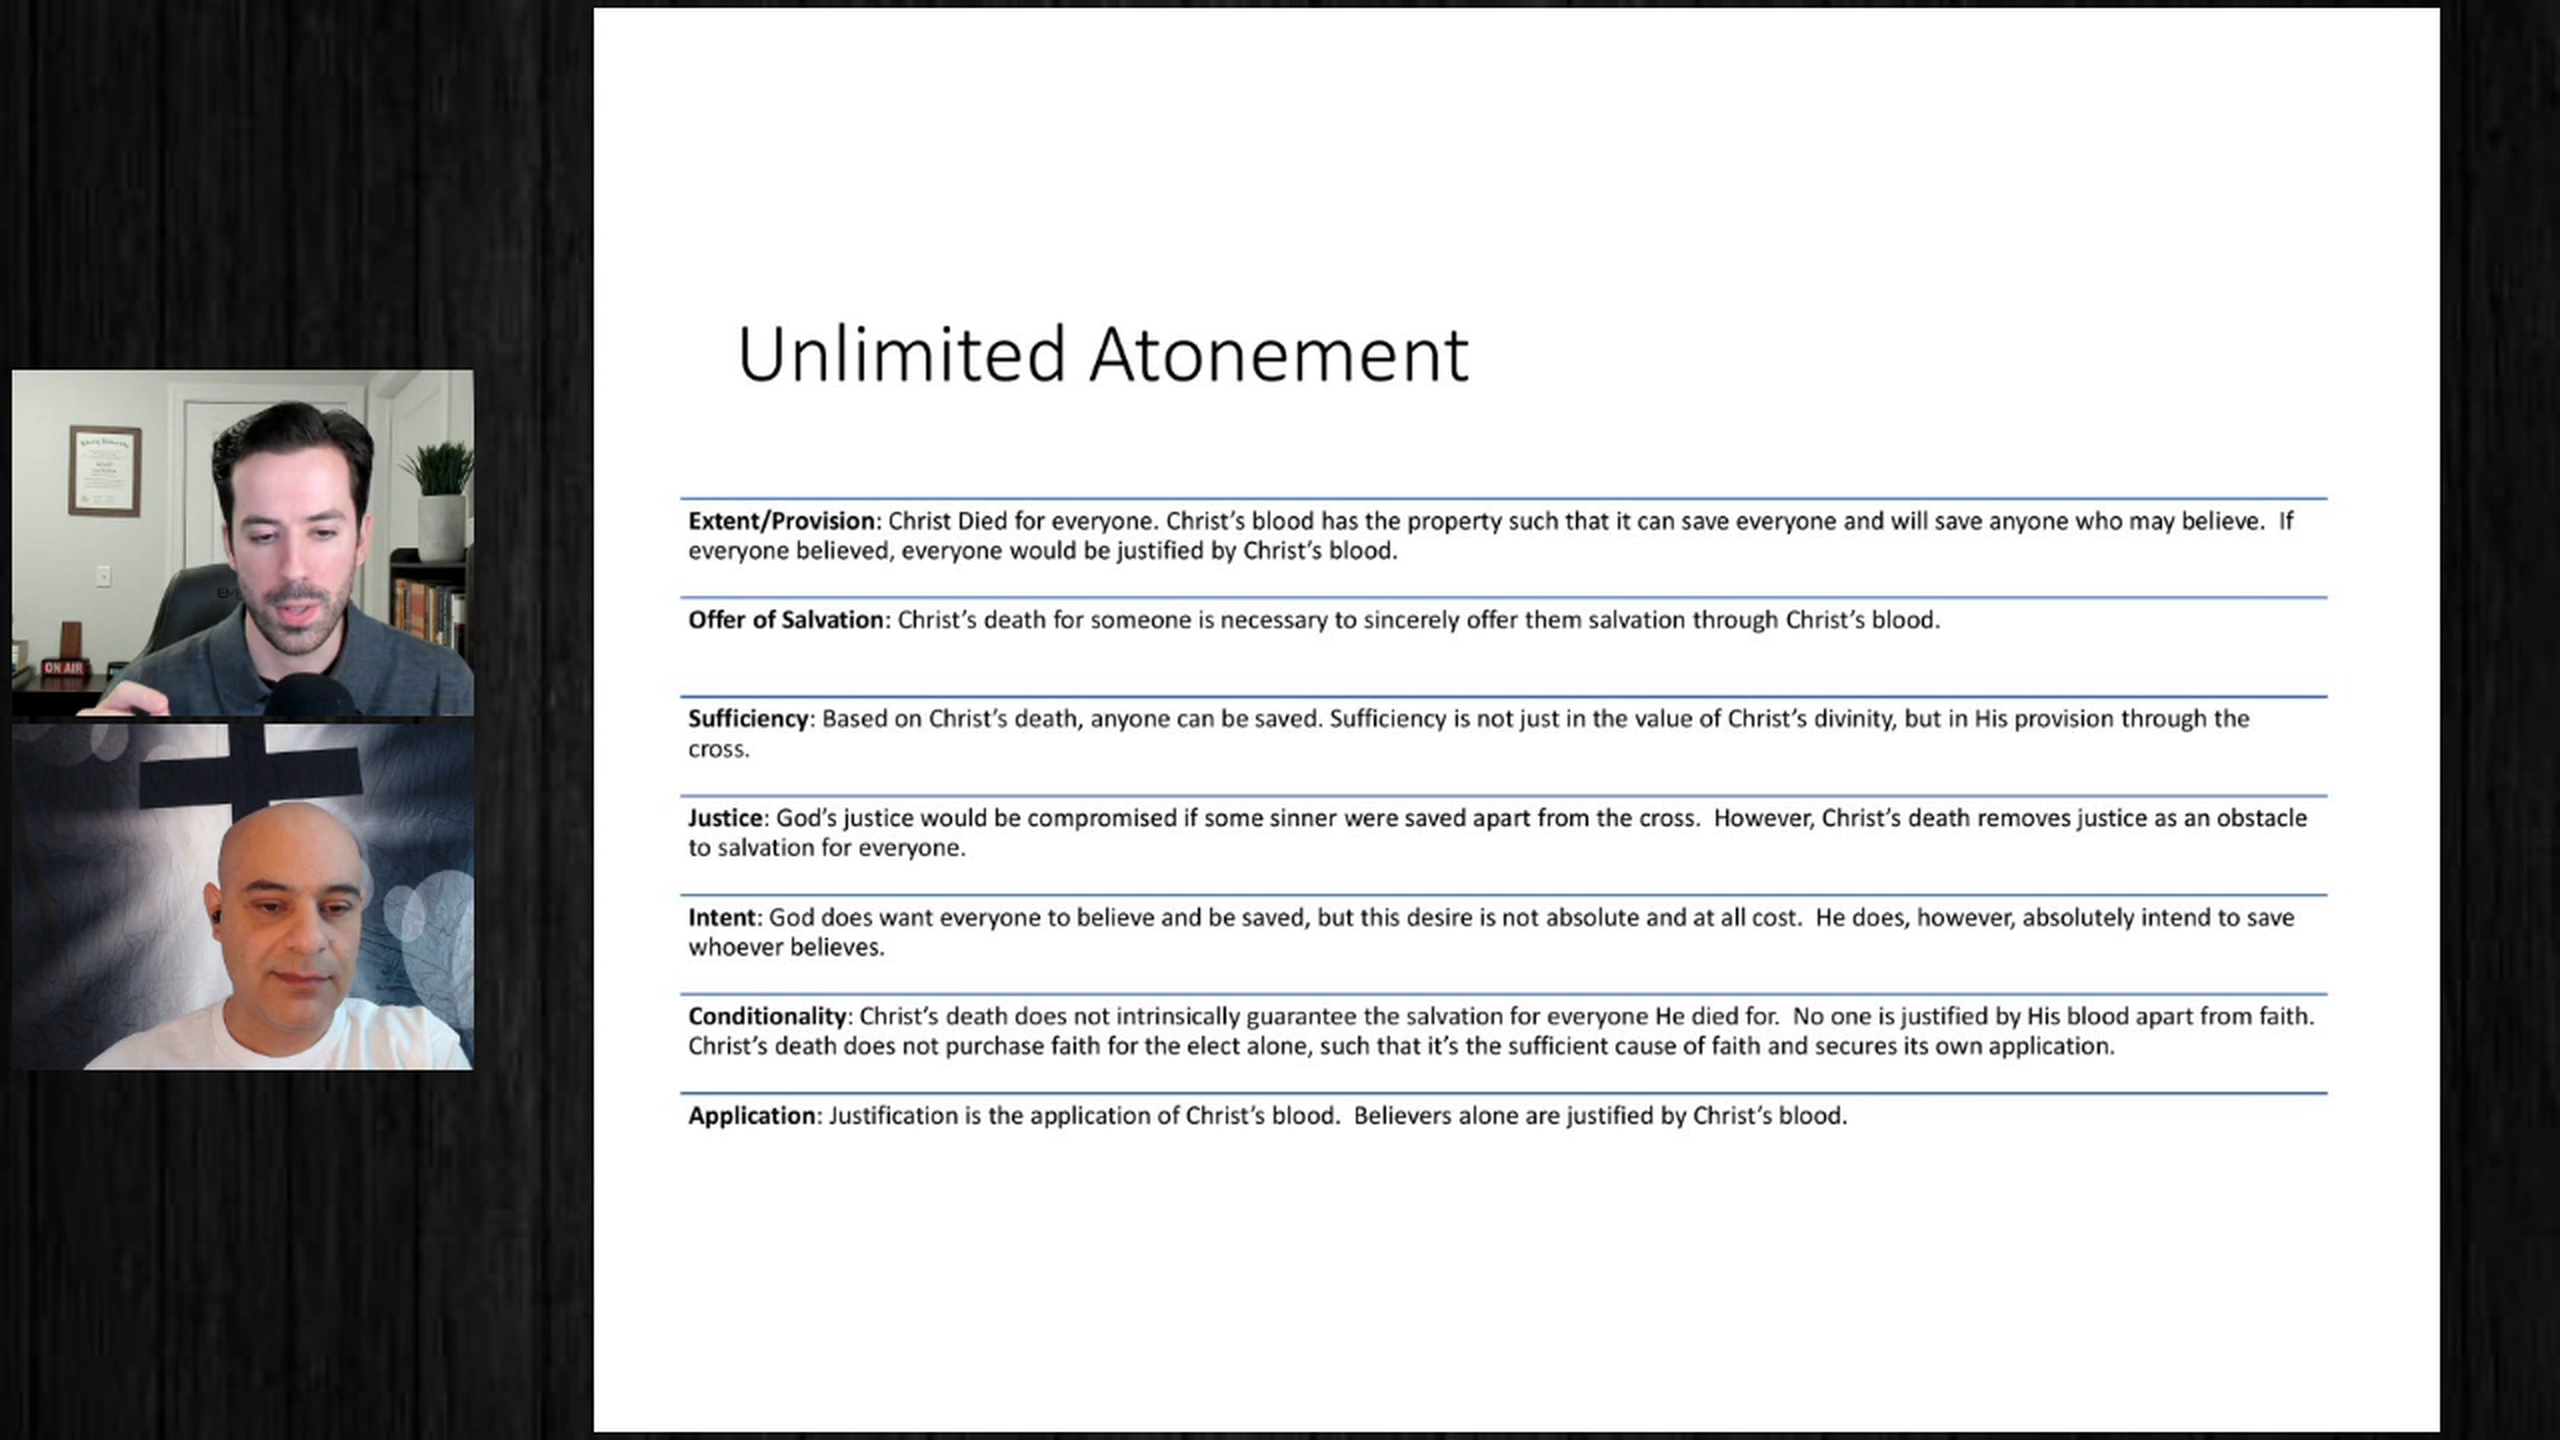 Unlimited Atonement
Extent/Provision: Christ Died for everyone. Christ's blood has the property such that it can save everyone and will save anyone who may believe.  If
everyone believed, everyone would be justified by Christ's blood.
Offer of Salvation: Christ's death for someone is necessary to sincerely offer them salvation through Christ's blood.
Sufficiency: Based on Christ's death, anyone can be saved. Sufficiency is not just in the value of Christ's divinity, but in His provision through the
cross.
Justice: God's justice would be compromised if some sinner were saved apart from the cross.  However, Christ's death removes justice as an obstacle
to salvation for everyone.
Intent: God does want everyone to believe and be saved, but this desire is not absolute and at all cost.  He does, however, absolutely intend to save
whoever believes.
Conditionality: Christ's death does not intrinsically guarantee the salvation for everyone He died for.  No one is justified by His blood apart from faith.
Christ's death does not purchase faith for the elect alone, such that it's the sufficient cause of faith and secures its own application.
Application: Justification is the application of Christ's blood.  Believers alone are justified by Christ's blood.
ON AIR